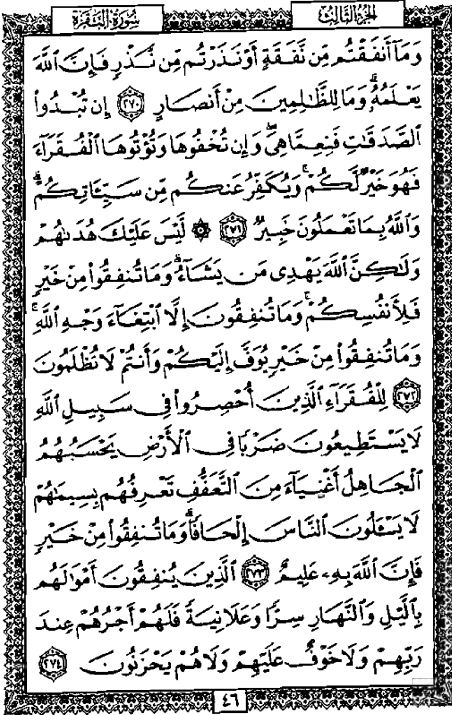 الجزء الثالث سورة البقرة
وَمَآ أَنفَقْتُم مِّن نَّفَقَةٍ أَوْ نَذَرْتُم مِّن نَّذْرٍ فَإِنَّ ٱللَّهَ
يَعْلَمُهُۥ ۗ وَمَا لِلظَّٰلِمِينَ مِنْ أَنصَارٍ ٢٧٠ إِن تُبْدُوا۟
ٱلصَّدَقَٰتِ فَنِعِمَّا هِىَ ۖ وَإِن تُخْفُوهَا وَتُؤْتُوهَا ٱلْفُقَرَآءَ
فَهُوَ خَيْرٌ لَّكُمْ ۚ وَيُكَفِّرُ عَنكُم مِّن سَيِّـَٔاتِكُمْ ۗ
وَٱللَّهُ بِمَا تَعْمَلُونَ خَبِيرٌ ٢٧١ ۞ لَّيْسَ عَلَيْكَ هُدَىٰهُمْ
وَلَٰكِنَّ ٱللَّهَ يَهْدِى مَن يَشَآءُ ۗ وَمَا تُنفِقُوا۟ مِنْ خَيْرٍ
فَلِأَنفُسِكُمْ ۚ وَمَا تُنفِقُونَ إِلَّا ٱبْتِغَآءَ وَجْهِ ٱللَّهِ ۚ
وَمَا تُنفِقُوا۟ مِنْ خَيْرٍ يُوَفَّ إِلَيْكُمْ وَأَنتُمْ لَا تُظْلَمُونَ
٢٧٢ لِلْفُقَرَآءِ ٱلَّذِينَ أُحْصِرُوا۟ فِى سَبِيلِ ٱللَّهِ
لَا يَسْتَطِيعُونَ ضَرْبًا فِى ٱلْأَرْضِ يَحْسَبُهُمُ
ٱلْجَاهِلُ أَغْنِيَآءَ مِنَ ٱلتَّعَفُّفِ تَعْرِفُهُم بِسِيمَٰهُمْ
لَا يَسْـَٔلُونَ ٱلنَّاسَ إِلْحَافًا ۗ وَمَا تُنفِقُوا۟ مِنْ خَيْرٍ
فَإِنَّ ٱللَّهَ بِهِۦ عَلِيمٌ ٢٧٣ ٱلَّذِينَ يُنفِقُونَ أَمْوَٰلَهُم
بِٱلَّيْلِ وَٱلنَّهَارِ سِرًّا وَعَلَانِيَةً فَلَهُمْ أَجْرُهُمْ عِندَ
رَبِّهِمْ وَلَا خَوْفٌ عَلَيْهِمْ وَلَا هُمْ يَحْزَنُونَ ٢٧٤
٤٦